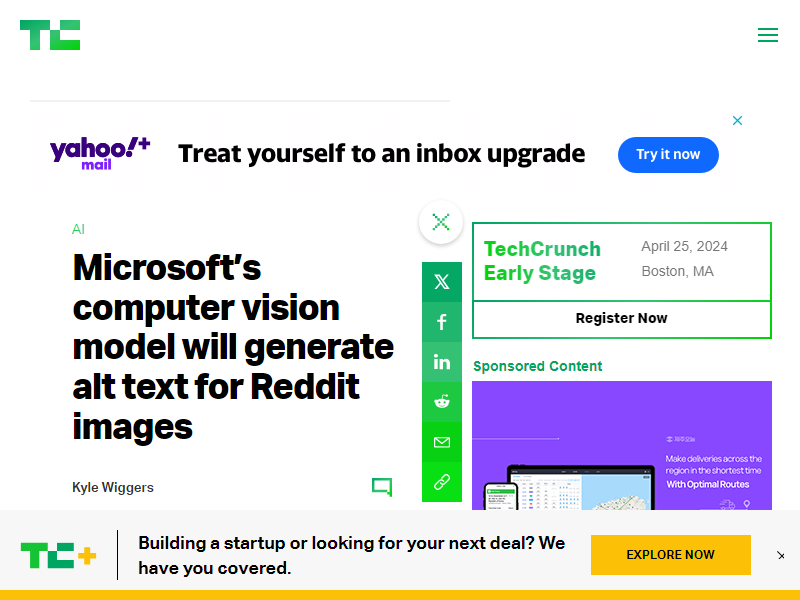 TC
yahoo!+
mail
Treat yourself to an inbox upgrade
Try it now
AI
Microsoft's
computer vision
model will generate
alt text for Reddit
images
Kyle Wiggers
TechCrunch
Early Stage
April 25, 2024
Boston, MA
Register Now
Sponsored Content
Make deliveries across the
region in the shortest time
With Optimal Routes
TC+
Building a startup or looking for your next deal? We
have you covered.
EXPLORE NOW